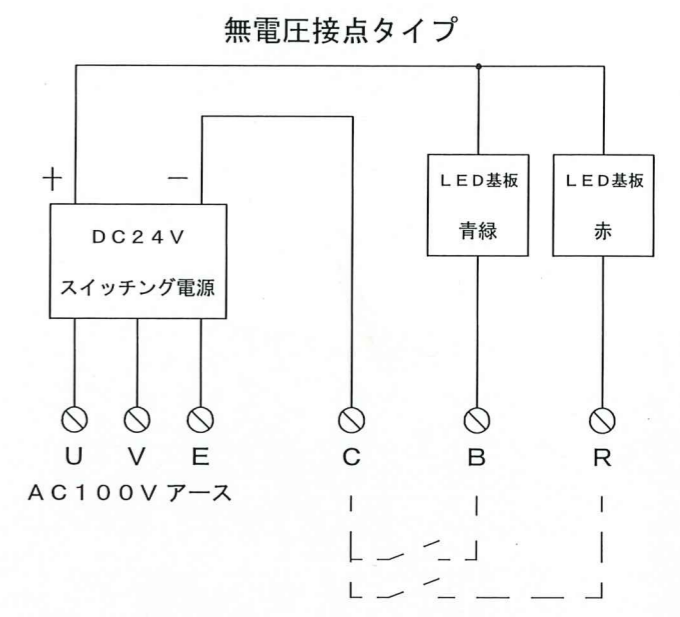 無電圧接点タイプ
+ −
LED基板 LED基板
DC24V
青緑 赤
スイッチング電源
U V E C B R
AC100V アース